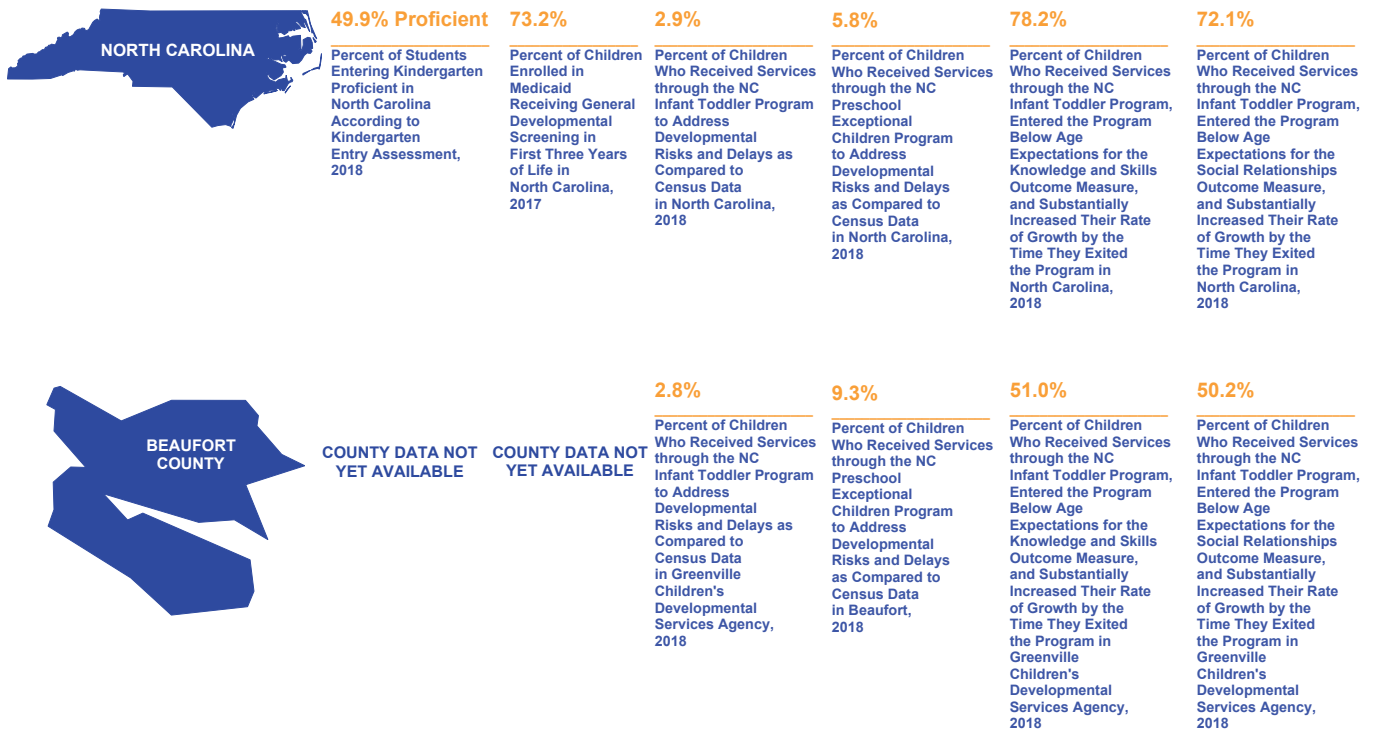 NORTH CAROLINA
49.9% Proficient
Percent of Students
Entering Kindergarten
Proficient in
North Carolina
According to
Kindergarten
Entry Assessment,
2018
73.2%
Percent of Children
Enrolled in
Medicaid
Receiving General
Developmental
Screening in
First Three Years
of Life in
North Carolina,
2017
2.9%
Percent of Children
Who Received Services
through the NC
Infant Toddler Program
to Address
Developmental
Risks and Delays as
Compared to
Census Data
in North Carolina,
2018
5.8%
Percent of Children
Who Received Services
through the NC
Preschool
Exceptional
Children Program
to Address
Developmental
Risks and Delays
as Compared to
Census Data
in North Carolina,
2018
78.2%
Percent of Children
Who Received Services
through the NC
Infant Toddler Program,
Entered the Program
Below Age
Expectations for the
Knowledge and Skills
Outcome Measure,
and Substantially
Increased Their Rate
of Growth by the
Time They Exited
the Program in
North Carolina,
2018
72.1%
Percent of Children
Who Received Services
through the NC
Infant Toddler Program,
Entered the Program
Below Age
Expectations for the
Social Relationships
Outcome Measure,
and Substantially
Increased Their Rate
of Growth by the
Time They Exited
the Program in
North Carolina,
2018
BEAUFORT
COUNTY
COUNTY DATA NOT
YET AVAILABLE
COUNTY DATA NOT
YET AVAILABLE
2.8%
Percent of Children
Who Received Services
through the NC
Infant Toddler Program
to Address
Developmental
Risks and Delays as
Compared to
Census Data
in Greenville
Children's
Developmental
Services Agency,
2018
9.3%
Percent of Children
Who Received Services
through the NC
Preschool
Exceptional
Children Program
to Address
Developmental
Risks and Delays
as Compared to
Census Data
in Beaufort,
2018
51.0%
Percent of Children
Who Received Services
through the NC
Infant Toddler Program,
Entered the Program
Below Age
Expectations for the
Knowledge and Skills
Outcome Measure,
and Substantially
Increased Their Rate
of Growth by the
Time They Exited
the Program in
Greenville
Children's
Developmental
Services Agency,
2018
50.2%
Percent of Children
Who Received Services
through the NC
Infant Toddler Program,
Entered the Program
Below Age
Expectations for the
Social Relationships
Outcome Measure,
and Substantially
Increased Their Rate
of Growth by the
Time They Exited
the Program in
Greenville
Children's
Developmental
Services Agency,
2018